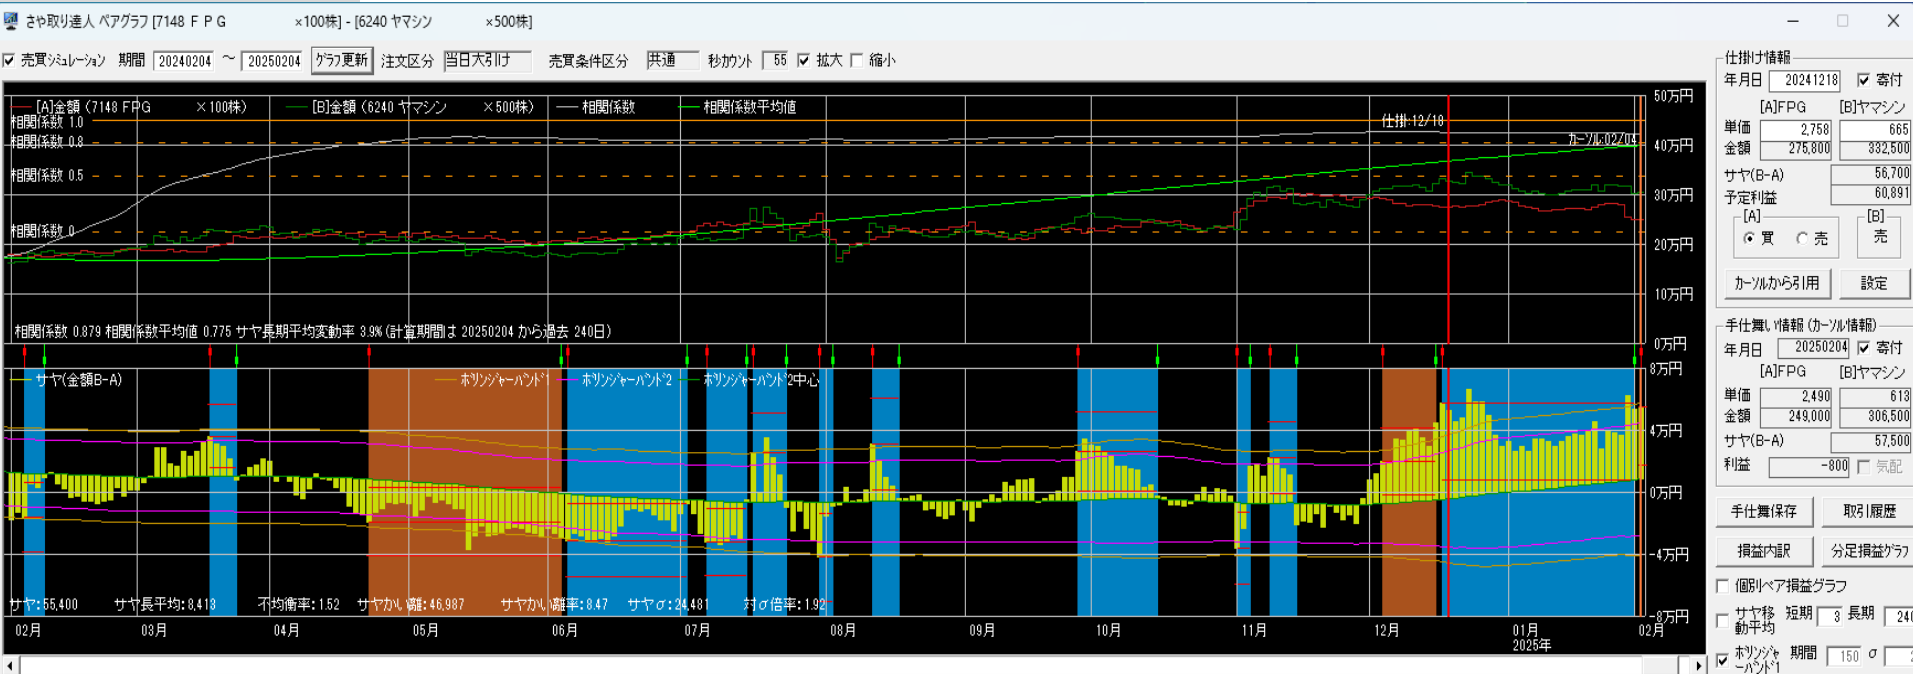 さや取り達人 ペアグラフ [7148 F P G ×100株] - [6240 ヤマシン ×500株]
売買シミュレーション 期間 20240204 ～ 20250204 グラフ更新 注文区分 当日大引け 売買条件区分 共通 秒カウント 55 拡大 縮小
[A]金額 (7148 FPG ×100株) [B]金額 (6240 ヤマシン ×500株) 相関係数 相関係数平均値
相関係数 1.0
相関係数 0.8
相関係数 0.5
相関係数 0
仕掛:12/18
カーソル:02/04
50万円
40万円
30万円
20万円
10万円
0万円
相関係数 0.879 相関係数平均値 0.775 サヤ長期平均変動率 3.9% (計算期間は 20250204 から過去 240日)
サヤ(金額B-A) ボリンジャーバンド1 ボリンジャーバンド2 ボリンジャーバンド2中心
8万円
4万円
0万円
-4万円
-8万円
サヤ:55,400 サヤ長平均:8,413 不均衡率:1.52 サヤかい離:46,987 サヤかい離率:8.47 サヤσ:24,481 対σ倍率:1.92
02月 03月 04月 05月 06月 07月 08月 09月 10月 11月 12月 01月 02月
2025年
仕掛け情報
年月日 20241218 寄付
[A]FPG [B]ヤマシン
単価 2,758 665
金額 275,800 332,500
サヤ(B-A) 56,700
予定利益 60,891
[A] [B]
買 売 売
カーソルから引用 設定
手仕舞い情報 (カーソル情報)
年月日 20250204 寄付
[A]FPG [B]ヤマシン
単価 2,490 613
金額 249,000 306,500
サヤ(B-A) 57,500
利益 -800 気配
手仕舞保存 取引履歴
損益内訳 分足損益グラフ
個別ペア損益グラフ
サヤ移動平均 短期 3 長期 240
ボリンジャーバンド1 期間 150 σ 2